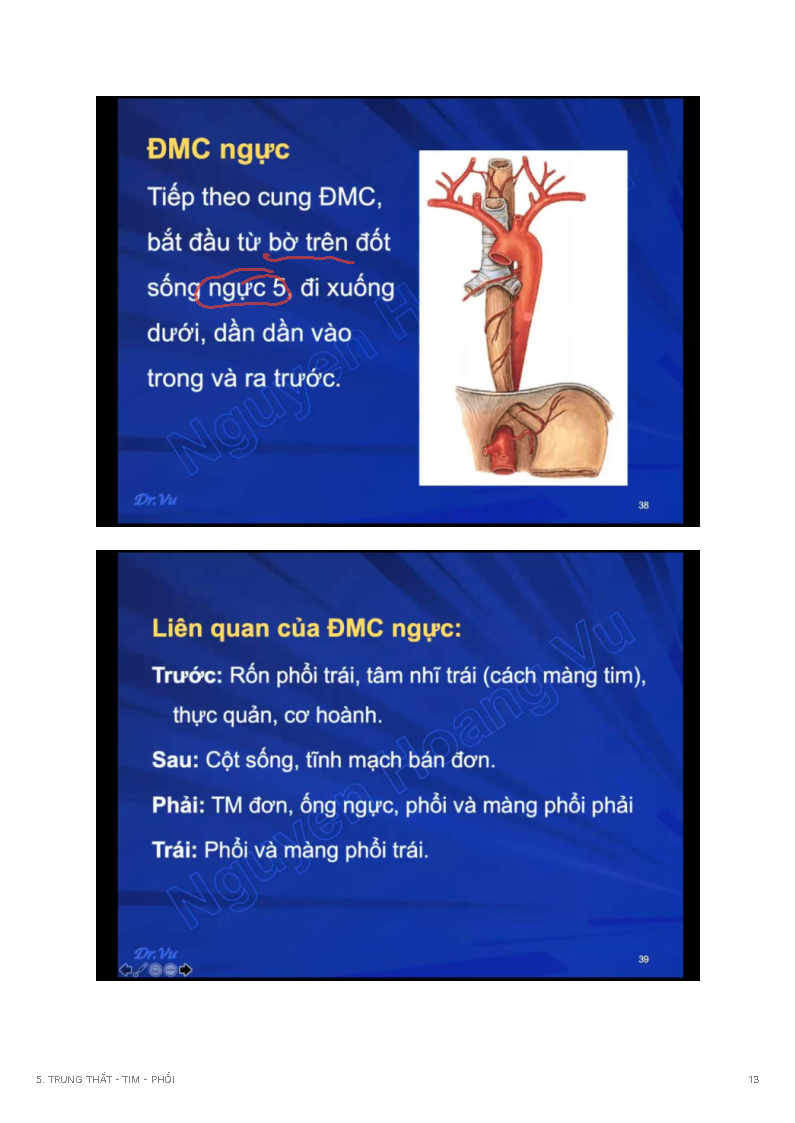 ĐMC ngực
Tiếp theo cung ĐMC,
bắt đầu từ bờ trên đốt
sống ngực 5, đi xuống
dưới, dần dần vào
trong và ra trước.
Nguyen H
Dr.Vu
38
Liên quan của ĐMC ngực:
Trước: Rốn phổi trái, tâm nhĩ trái (cách màng tim),
thực quản, cơ hoành.
Sau: Cột sống, tĩnh mạch bán đơn.
Phải: TM đơn, ống ngực, phổi và màng phổi phải
Trái: Phổi và màng phổi trái.
Nguyen Hoang Vu
Dr.Vu
39
5. TRUNG THẤT - TIM - PHỔI
13